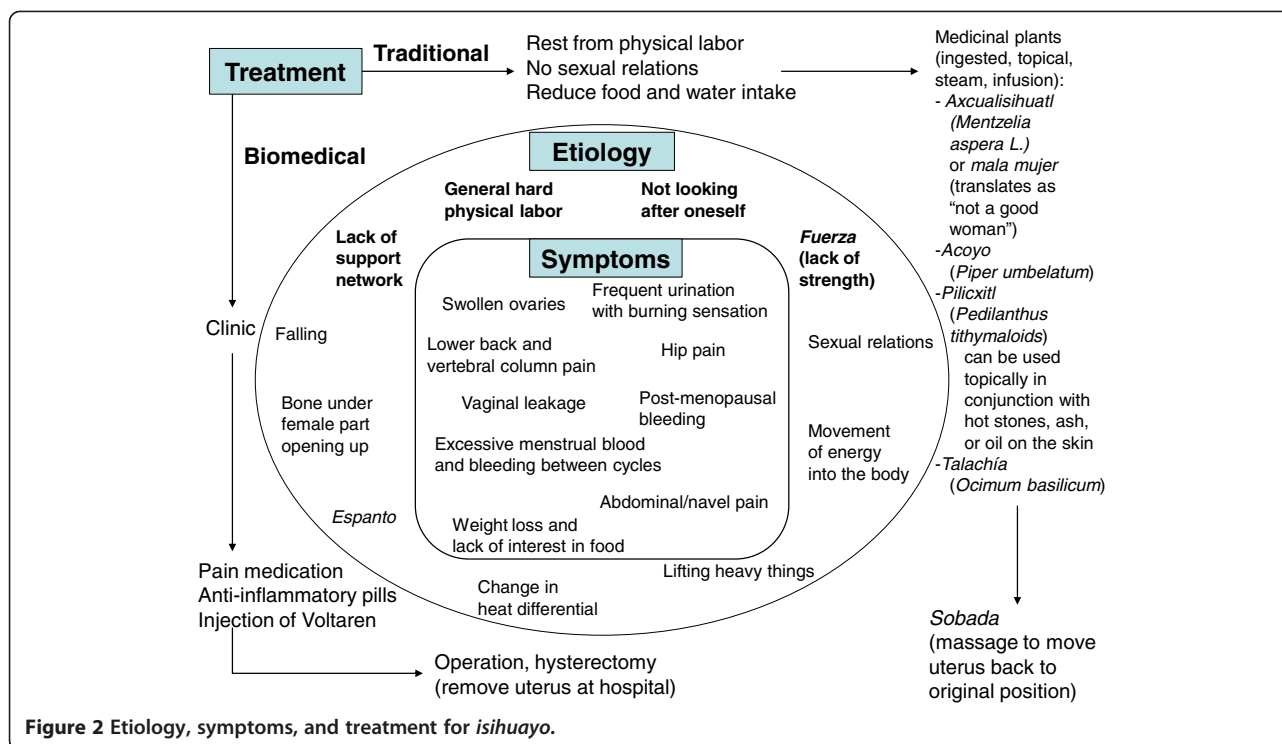 Treatment
Traditional
Rest from physical labor
No sexual relations
Reduce food and water intake
Medicinal plants
(ingested, topical,
steam, infusion):
- Axcualisihuatl
(Mentzelia
aspera L.)
or mala mujer
(translates as
“not a good
woman”)
-Acoyo
(Piper umbelatum)
-Pilicxitl
(Pedilanthus
tithymaloids)
can be used
topically in
conjunction with
hot stones, ash,
or oil on the skin
-Talachía
(Ocimum basilicum)
Sobada
(massage to move
uterus back to
original position)
Biomedical
Clinic
Pain medication
Anti-inflammatory pills
Injection of Voltaren
Operation, hysterectomy
(remove uterus at hospital)
Etiology
General hard
physical labor
Not looking
after oneself
Lack of
support
network
Fuerza
(lack of
strength)
Falling
Sexual relations
Bone under
female part
opening up
Movement
of energy
into the body
Espanto
Change in
heat differential
Lifting heavy things
Symptoms
Swollen ovaries
Frequent urination
with burning sensation
Lower back and
vertebral column pain
Hip pain
Vaginal leakage
Post-menopausal
bleeding
Excessive menstrual blood
and bleeding between cycles
Abdominal/navel pain
Weight loss and
lack of interest in food
Figure 2 Etiology, symptoms, and treatment for isihuayo.